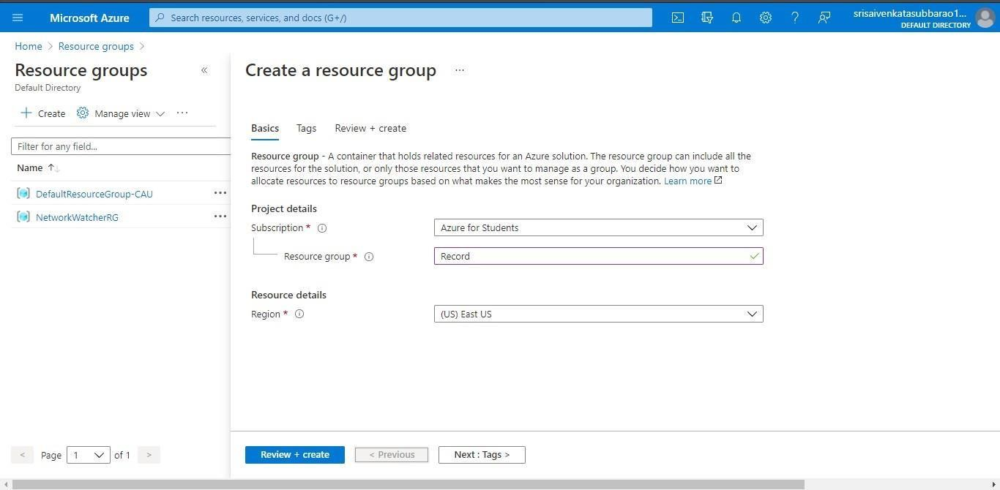 Microsoft Azure
Search resources, services, and docs (G+/)
srisaivenkatasubbarao1...
DEFAULT DIRECTORY
Home > Resource groups >
Resource groups
«
Default Directory
+ Create Manage view ...
Filter for any field...
Name ↑↓
DefaultResourceGroup-CAU ...
NetworkWatcherRG ...
< Page 1 of 1 >
Create a resource group ...
Basics Tags Review + create
Resource group - A container that holds related resources for an Azure solution. The resource group can include all the
resources for the solution, or only those resources that you want to manage as a group. You decide how you want to
allocate resources to resource groups based on what makes the most sense for your organization. Learn more
Project details
Subscription * Azure for Students
Resource group * Record
Resource details
Region * (US) East US
Review + create < Previous Next : Tags >